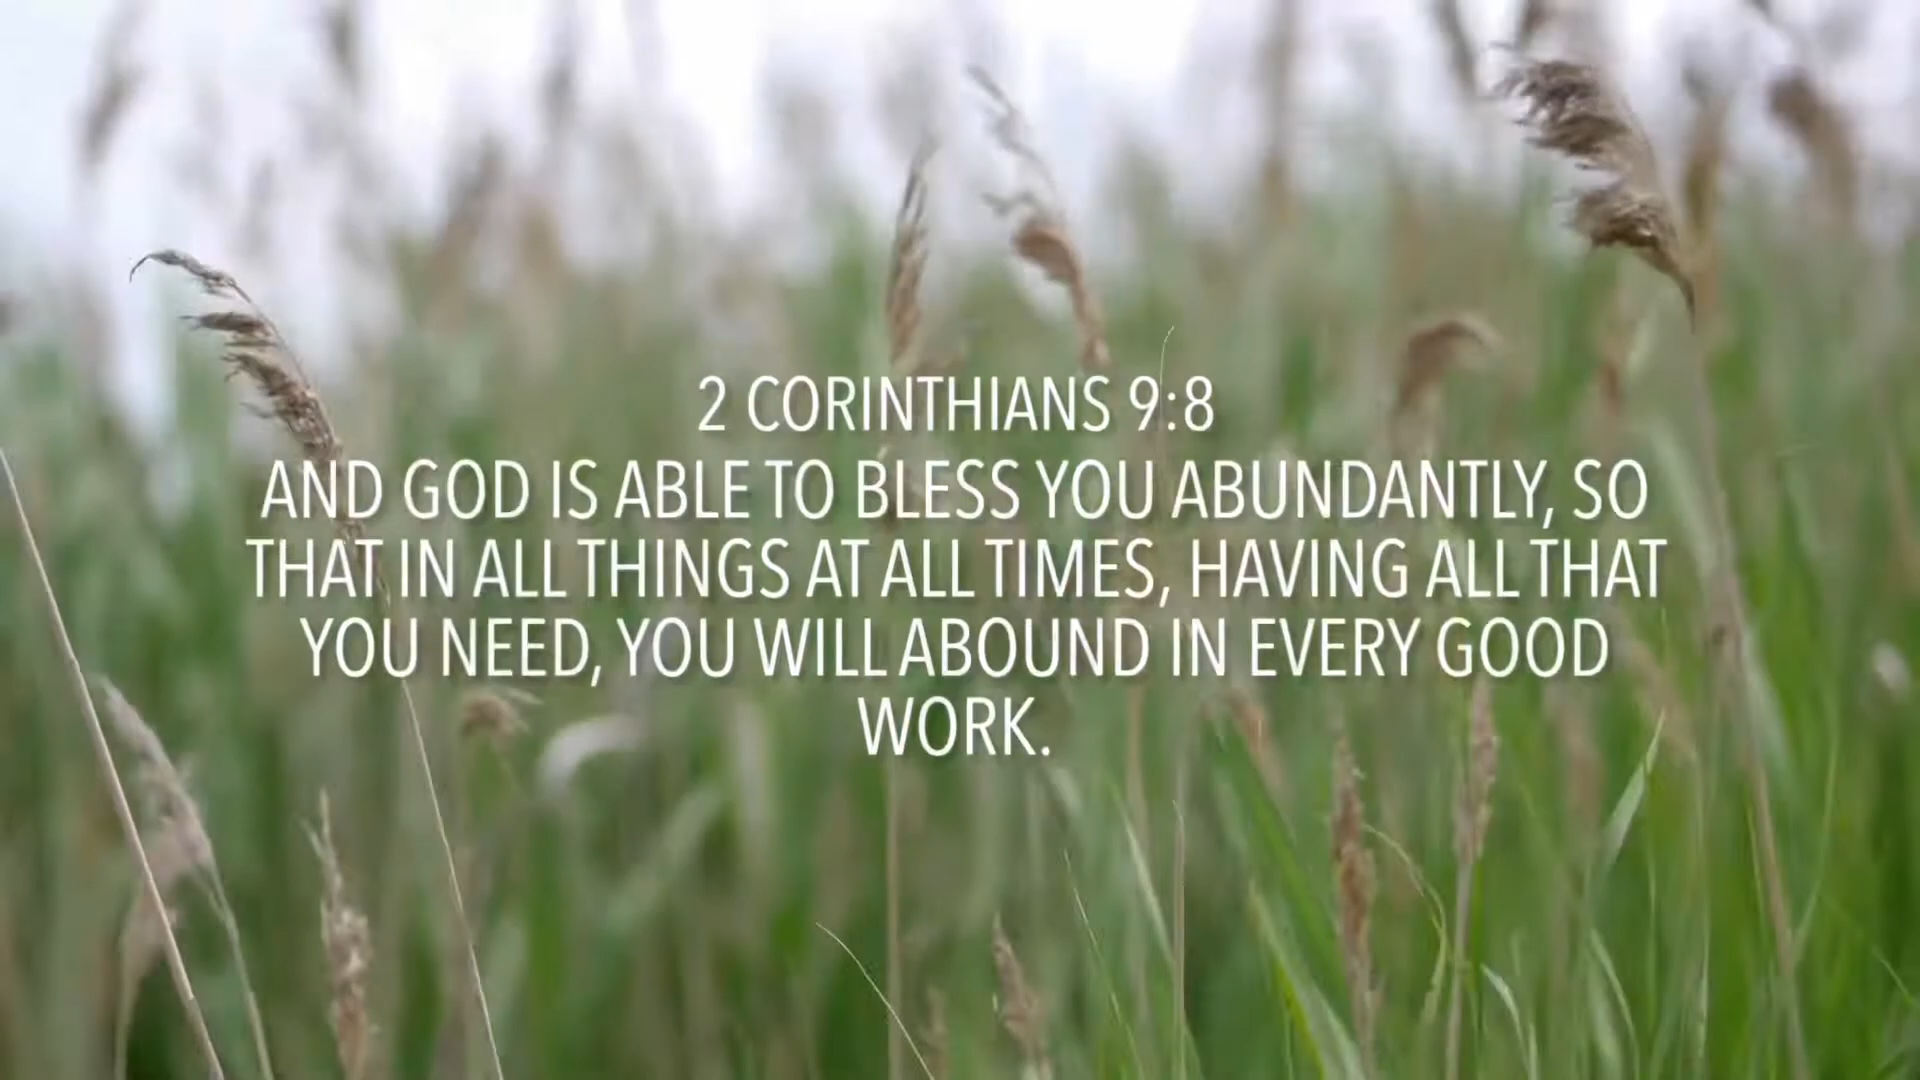 2 CORINTHIANS 9:8
AND GOD IS ABLE TO BLESS YOU ABUNDANTLY, SO
THAT IN ALL THINGS AT ALL TIMES, HAVING ALL THAT
YOU NEED, YOU WILL ABOUND IN EVERY GOOD
WORK.